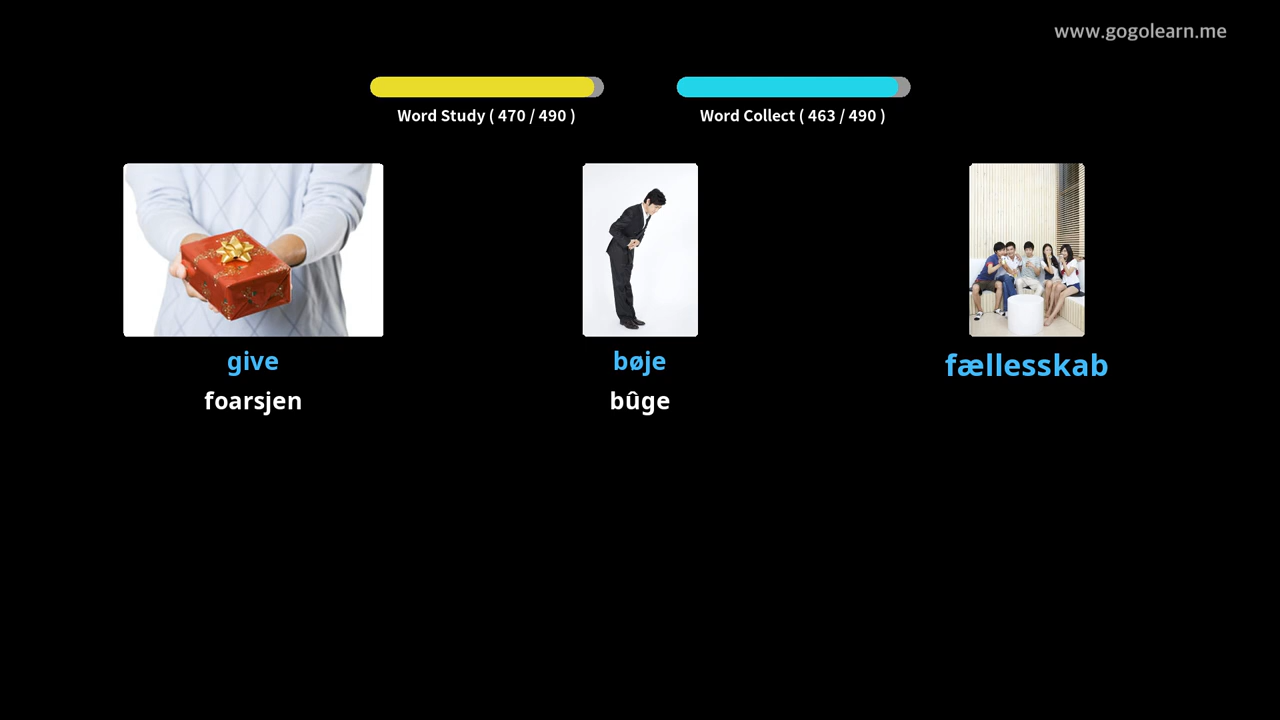 www.gogolearn.me
Word Study ( 470 / 490 )
Word Collect ( 463 / 490 )
give
bøje
fællesskab
foarsjen
bûge